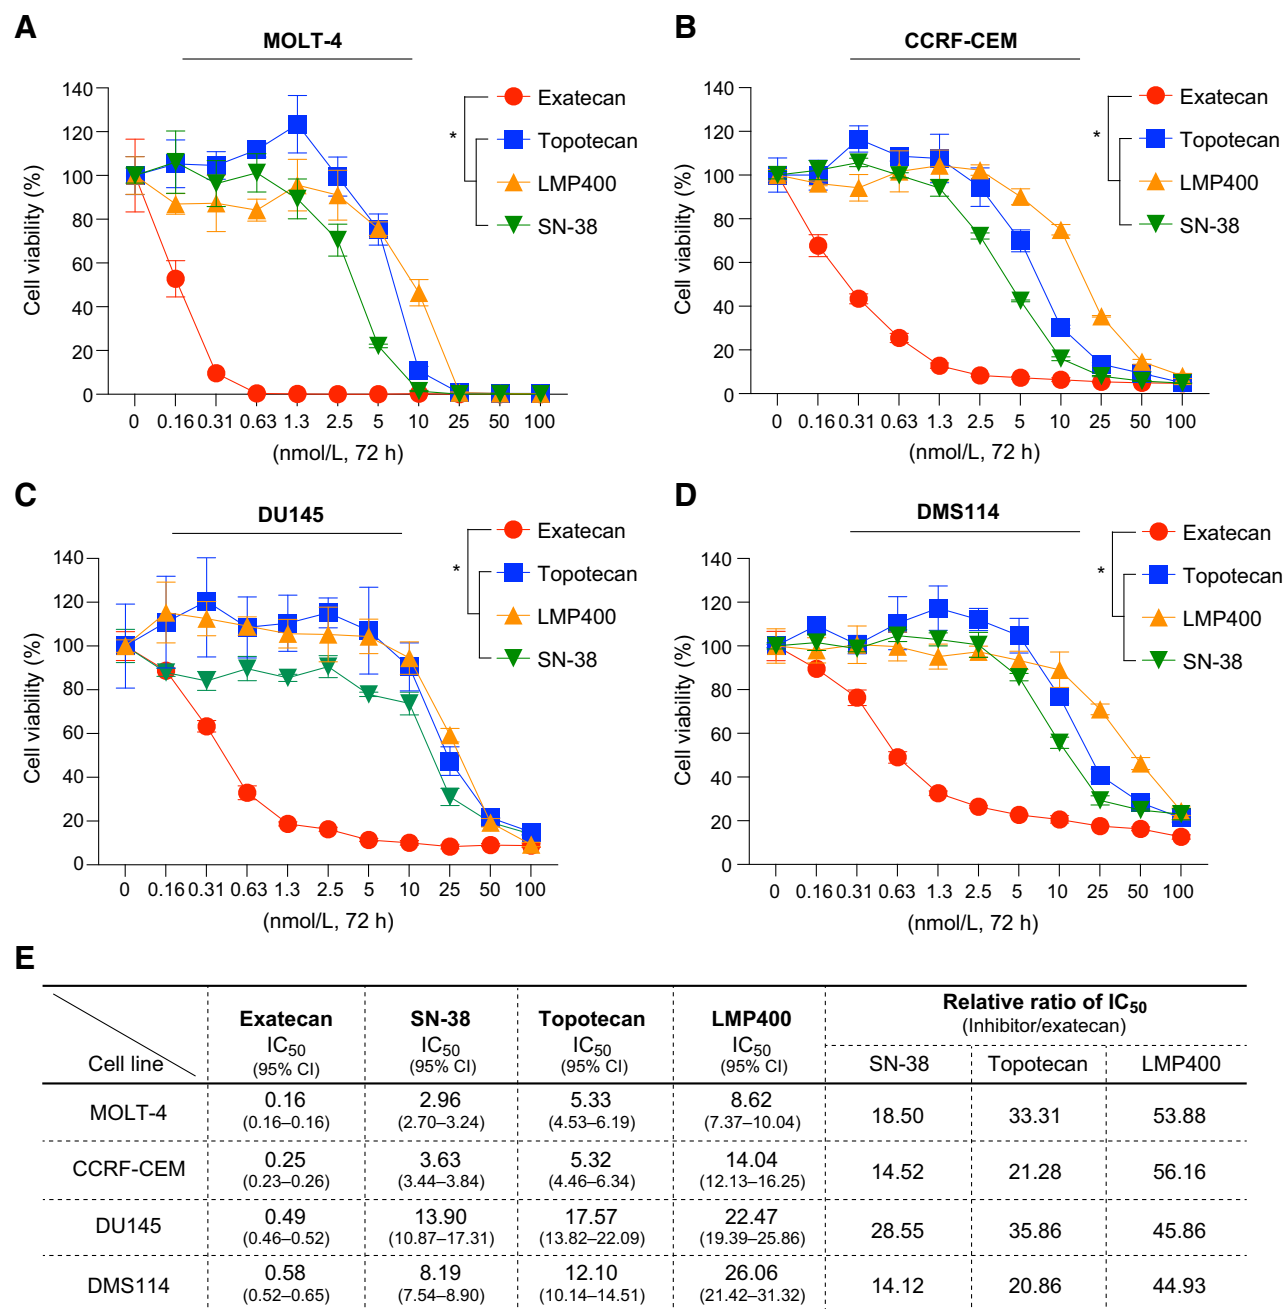 A
MOLT-4
Cell viability (%)
140
120
100
80
60
40
20
0
0 0.16 0.31 0.63 1.3 2.5 5 10 25 50 100
(nmol/L, 72 h)
*
Exatecan
Topotecan
LMP400
SN-38
B
CCRF-CEM
Cell viability (%)
140
120
100
80
60
40
20
0
0 0.16 0.31 0.63 1.3 2.5 5 10 25 50 100
(nmol/L, 72 h)
*
Exatecan
Topotecan
LMP400
SN-38
C
DU145
Cell viability (%)
140
120
100
80
60
40
20
0
0 0.16 0.31 0.63 1.3 2.5 5 10 25 50 100
(nmol/L, 72 h)
*
Exatecan
Topotecan
LMP400
SN-38
D
DMS114
Cell viability (%)
140
120
100
80
60
40
20
0
0 0.16 0.31 0.63 1.3 2.5 5 10 25 50 100
(nmol/L, 72 h)
*
Exatecan
Topotecan
LMP400
SN-38
E
Cell line
Exatecan
IC50
(95% CI)
SN-38
IC50
(95% CI)
Topotecan
IC50
(95% CI)
LMP400
IC50
(95% CI)
Relative ratio of IC50
(Inhibitor/exatecan)
SN-38 Topotecan LMP400
MOLT-4 0.16 2.96 5.33 8.62 18.50 33.31 53.88
(0.16–0.16) (2.70–3.24) (4.53–6.19) (7.37–10.04)
CCRF-CEM 0.25 3.63 5.32 14.04 14.52 21.28 56.16
(0.23–0.26) (3.44–3.84) (4.46–6.34) (12.13–16.25)
DU145 0.49 13.90 17.57 22.47 28.55 35.86 45.86
(0.46–0.52) (10.87–17.31) (13.82–22.09) (19.39–25.86)
DMS114 0.58 8.19 12.10 26.06 14.12 20.86 44.93
(0.52–0.65) (7.54–8.90) (10.14–14.51) (21.42–31.32)